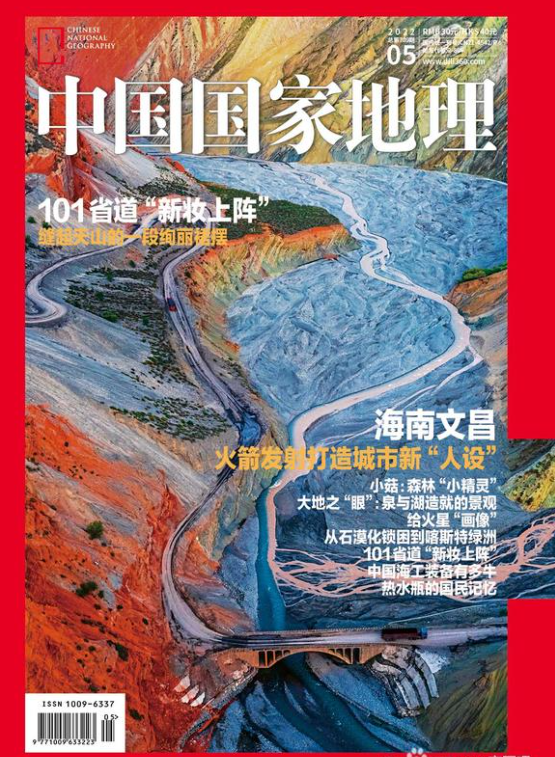 CHINESE
NATIONAL
GEOGRAPHY
2022
05
www.dili360.com
中国国家地理
101省道“新妆上阵”
缝起天山的一段绚丽裙摆
海南文昌
火箭发射打造城市新“人设”
小菇：森林“小精灵”
大地之“眼”：泉与湖造就的景观
给火星“画像”
从石漠化锁困到喀斯特绿洲
101省道“新妆上阵”
中国海工装备有多牛
热水瓶的国民记忆
ISSN 1009-6337
05>
9 771009 633223